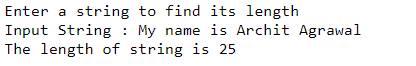 Enter a string to find its length
Input String : My name is Archit Agrawal
The length of string is 25